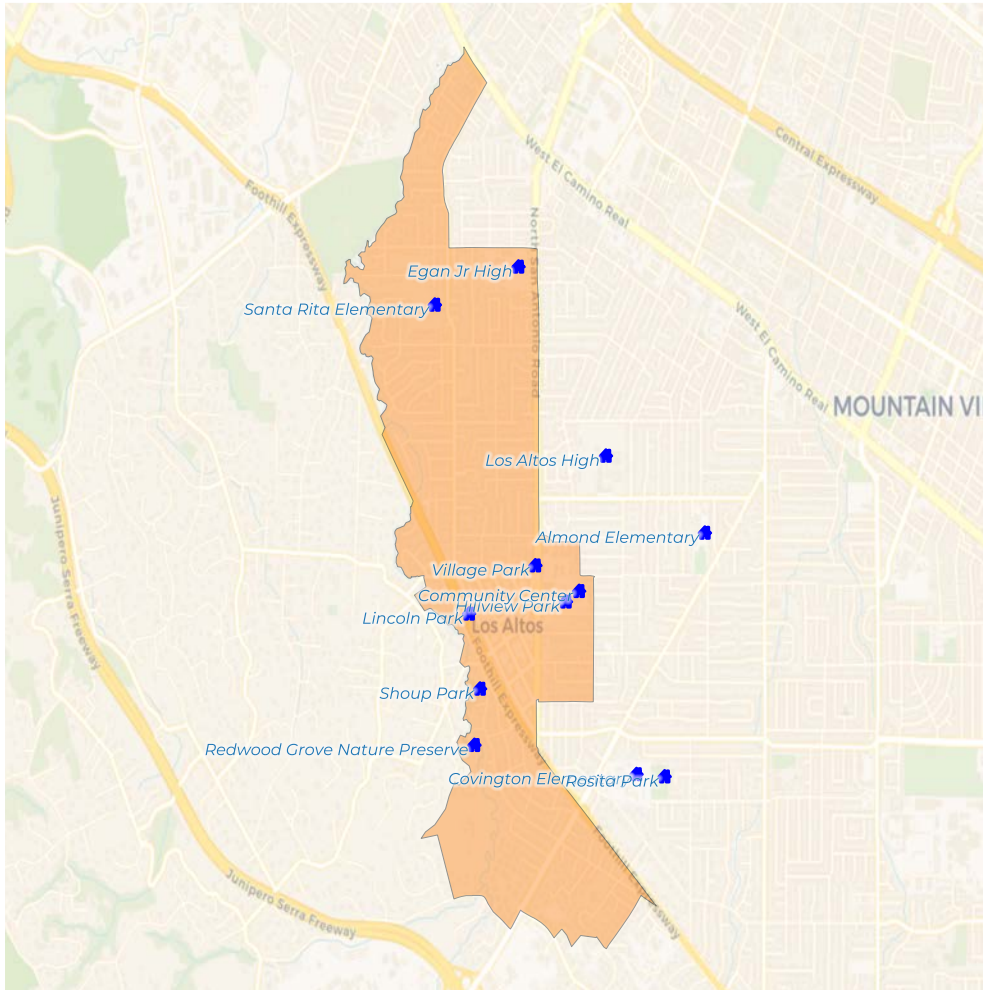 Central Expressway
West El Camino Real
Foothill Expressway
North San Antonio Road
Egan Jr High
Santa Rita Elementary
West El Camino Real
MOUNTAIN VI
Los Altos High
Junipero Serra Freeway
Almond Elementary
Village Park
Community Center
Hillview Park
Lincoln Park
Los Altos
Foothill Expressway
Shoup Park
Redwood Grove Nature Preserve
Covington Elementary
Rosita Park
Foothill Expressway
Junipero Serra Freeway